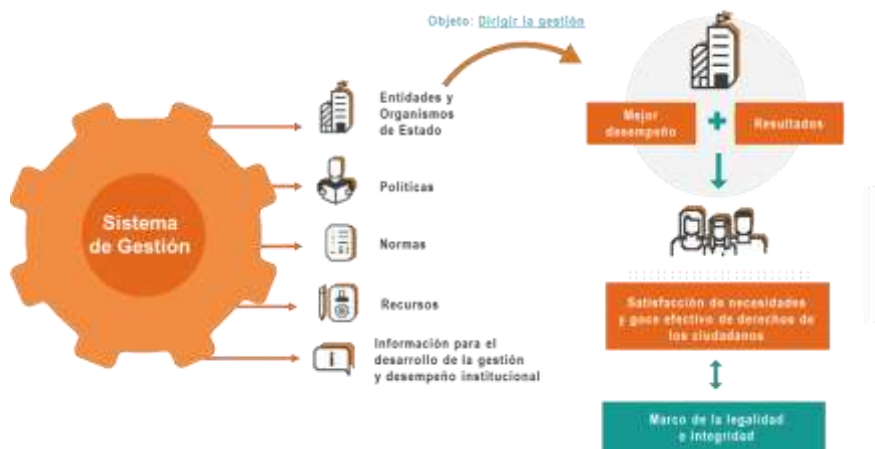 Objeto: Dirigir la gestión
Sistema
de Gestión
Entidades y
Organismos
de Estado
Políticas
Normas
Recursos
Información para el
desarrollo de la gestión
y desempeño institucional
Mejor
desempeño
+
Resultados
Satisfacción de necesidades
y goce efectivo de derechos de
los ciudadanos
Marco de la legalidad
e integridad